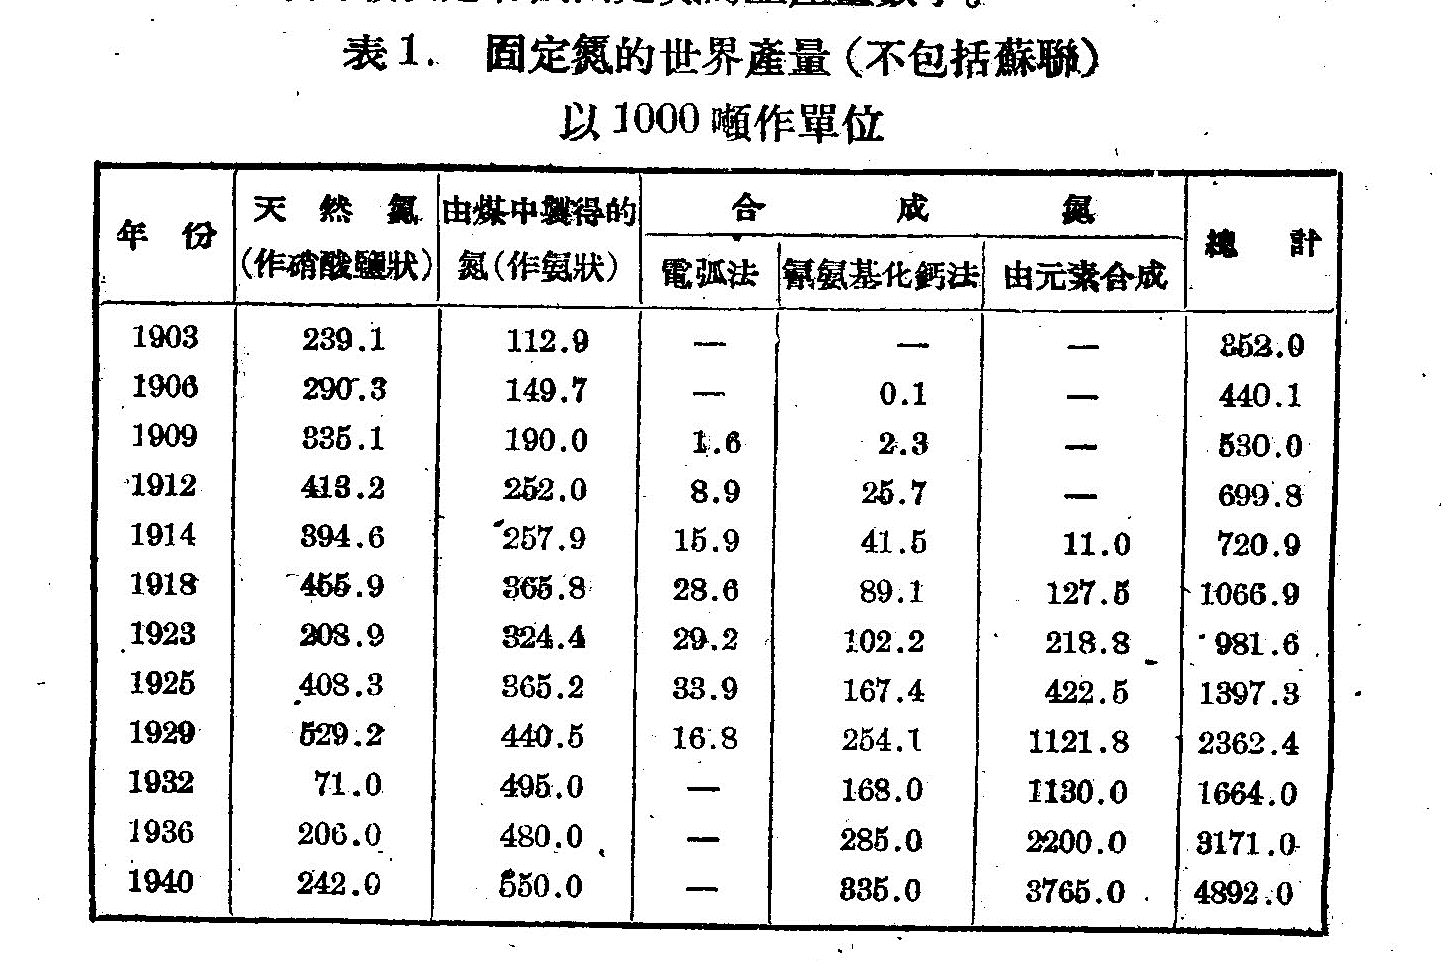 表1. 固定氮的世界產量(不包括蘇聯)
以1000噸作單位
年 份 天 然 氮 (作硝酸鹽狀) 由煤中製得的氮(作氨狀) 合 成 氮 總 計
電弧法 氰氨基化鈣法 由元素合成
1903 239.1 112.9 — — — 352.0
1906 290.3 149.7 — 0.1 — 440.1
1909 335.1 190.0 1.6 2.3 — 530.0
1912 413.2 252.0 8.9 25.7 — 699.8
1914 394.6 257.9 15.9 41.5 11.0 720.9
1918 455.9 365.8 28.6 89.1 127.5 1066.9
1923 208.9 324.4 29.2 102.2 218.8 981.6
1925 408.3 365.2 33.9 167.4 422.5 1397.3
1929 529.2 440.5 16.8 254.1 1121.8 2362.4
1932 71.0 495.0 — 168.0 1130.0 1664.0
1936 206.0 480.0 — 285.0 2200.0 3171.0
1940 242.0 550.0 — 335.0 3765.0 4892.0